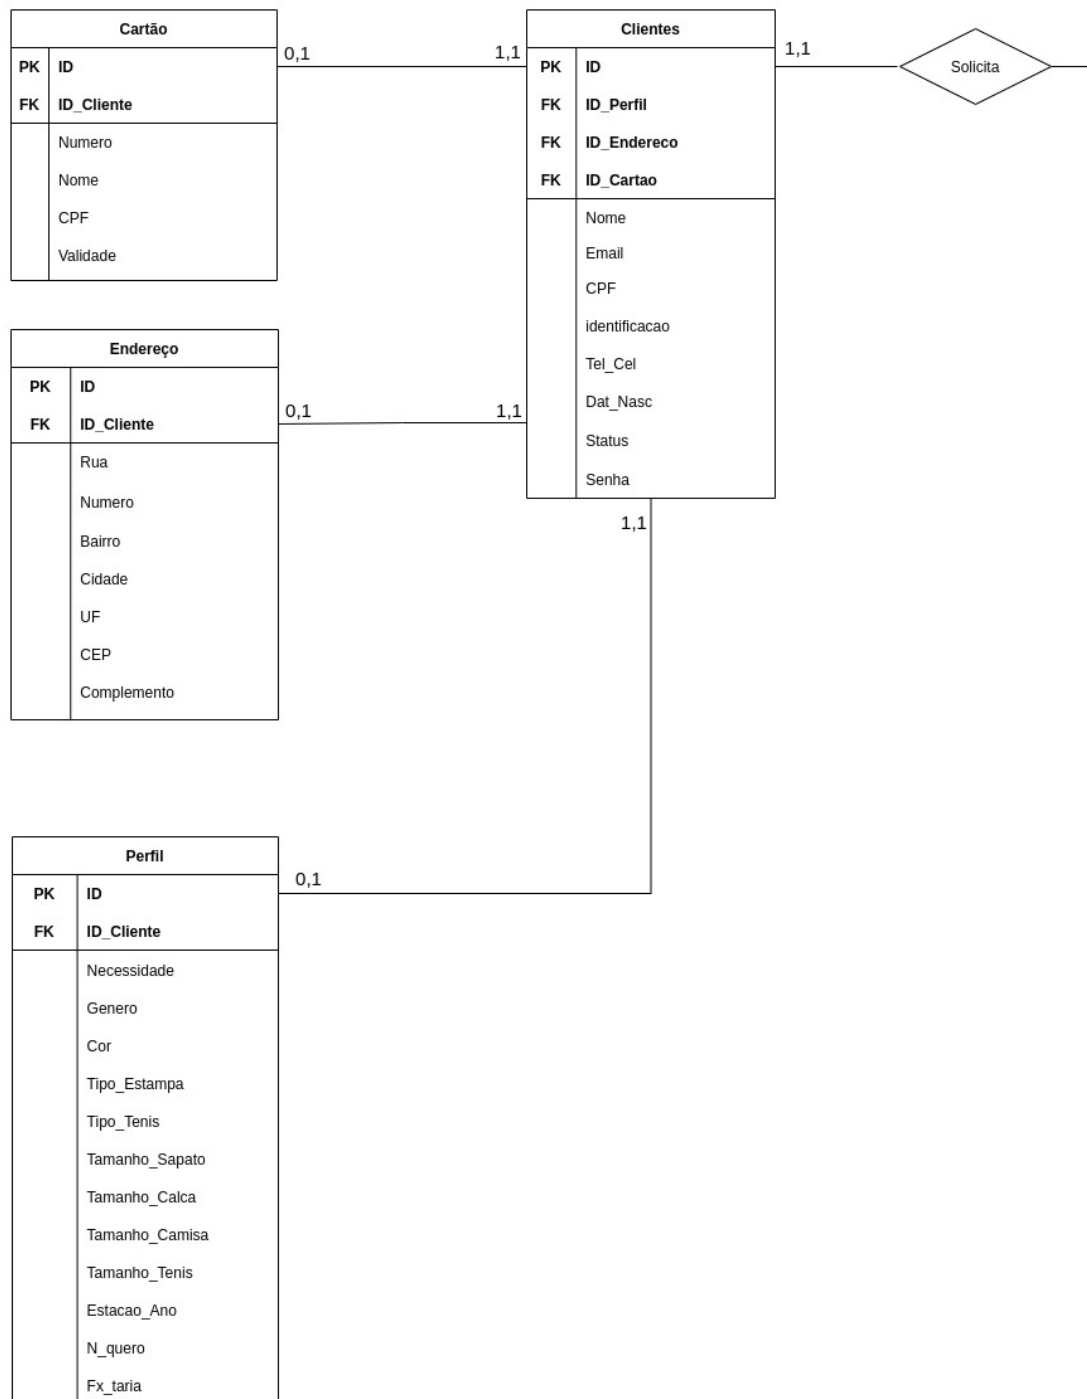 Cartão
PK ID
FK ID_Cliente
Numero
Nome
CPF
Validade
0,1
1,1
Clientes
PK ID
FK ID_Perfil
FK ID_Endereco
FK ID_Cartao
Nome
Email
CPF
identificacao
Tel_Cel
Dat_Nasc
Status
Senha
1,1
Solicita
Endereço
PK ID
FK ID_Cliente
Rua
Numero
Bairro
Cidade
UF
CEP
Complemento
0,1
1,1
1,1
Perfil
PK ID
FK ID_Cliente
Necessidade
Genero
Cor
Tipo_Estampa
Tipo_Tenis
Tamanho_Sapato
Tamanho_Calca
Tamanho_Camisa
Tamanho_Tenis
Estacao_Ano
N_quero
Fx_taria
0,1